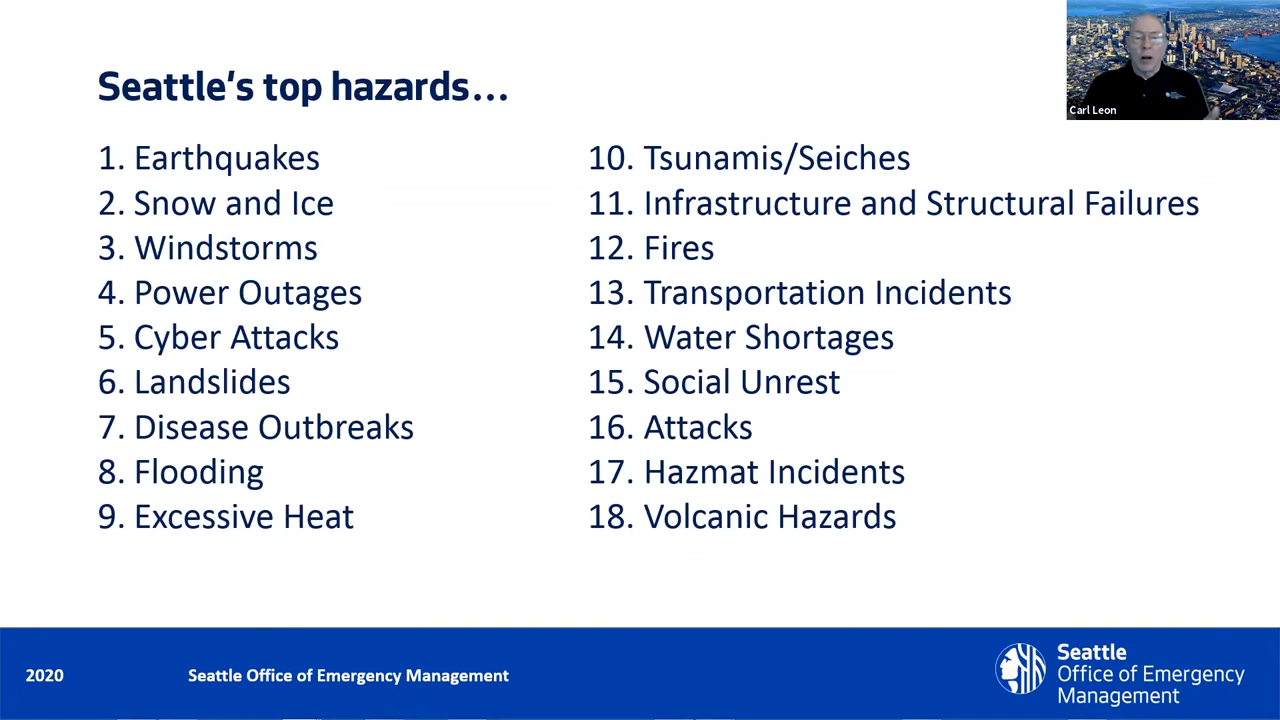 Seattle's top hazards...
1. Earthquakes
2. Snow and Ice
3. Windstorms
4. Power Outages
5. Cyber Attacks
6. Landslides
7. Disease Outbreaks
8. Flooding
9. Excessive Heat
10. Tsunamis/Seiches
11. Infrastructure and Structural Failures
12. Fires
13. Transportation Incidents
14. Water Shortages
15. Social Unrest
16. Attacks
17. Hazmat Incidents
18. Volcanic Hazards
Carl Leon
2020
Seattle Office of Emergency Management
Seattle
Office of Emergency
Management